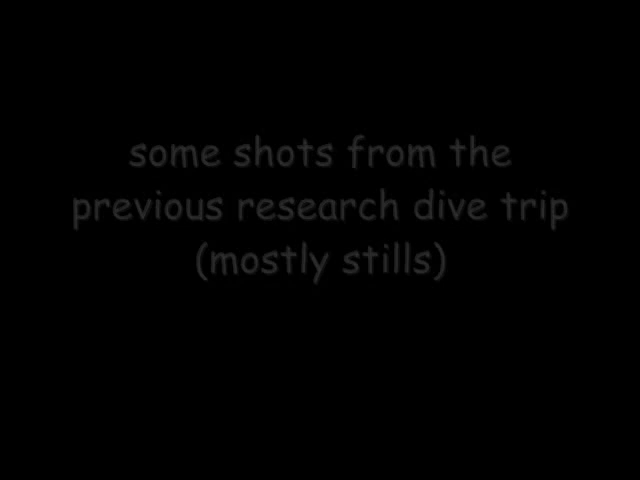 some shots from the
previous research dive trip
(mostly stills)